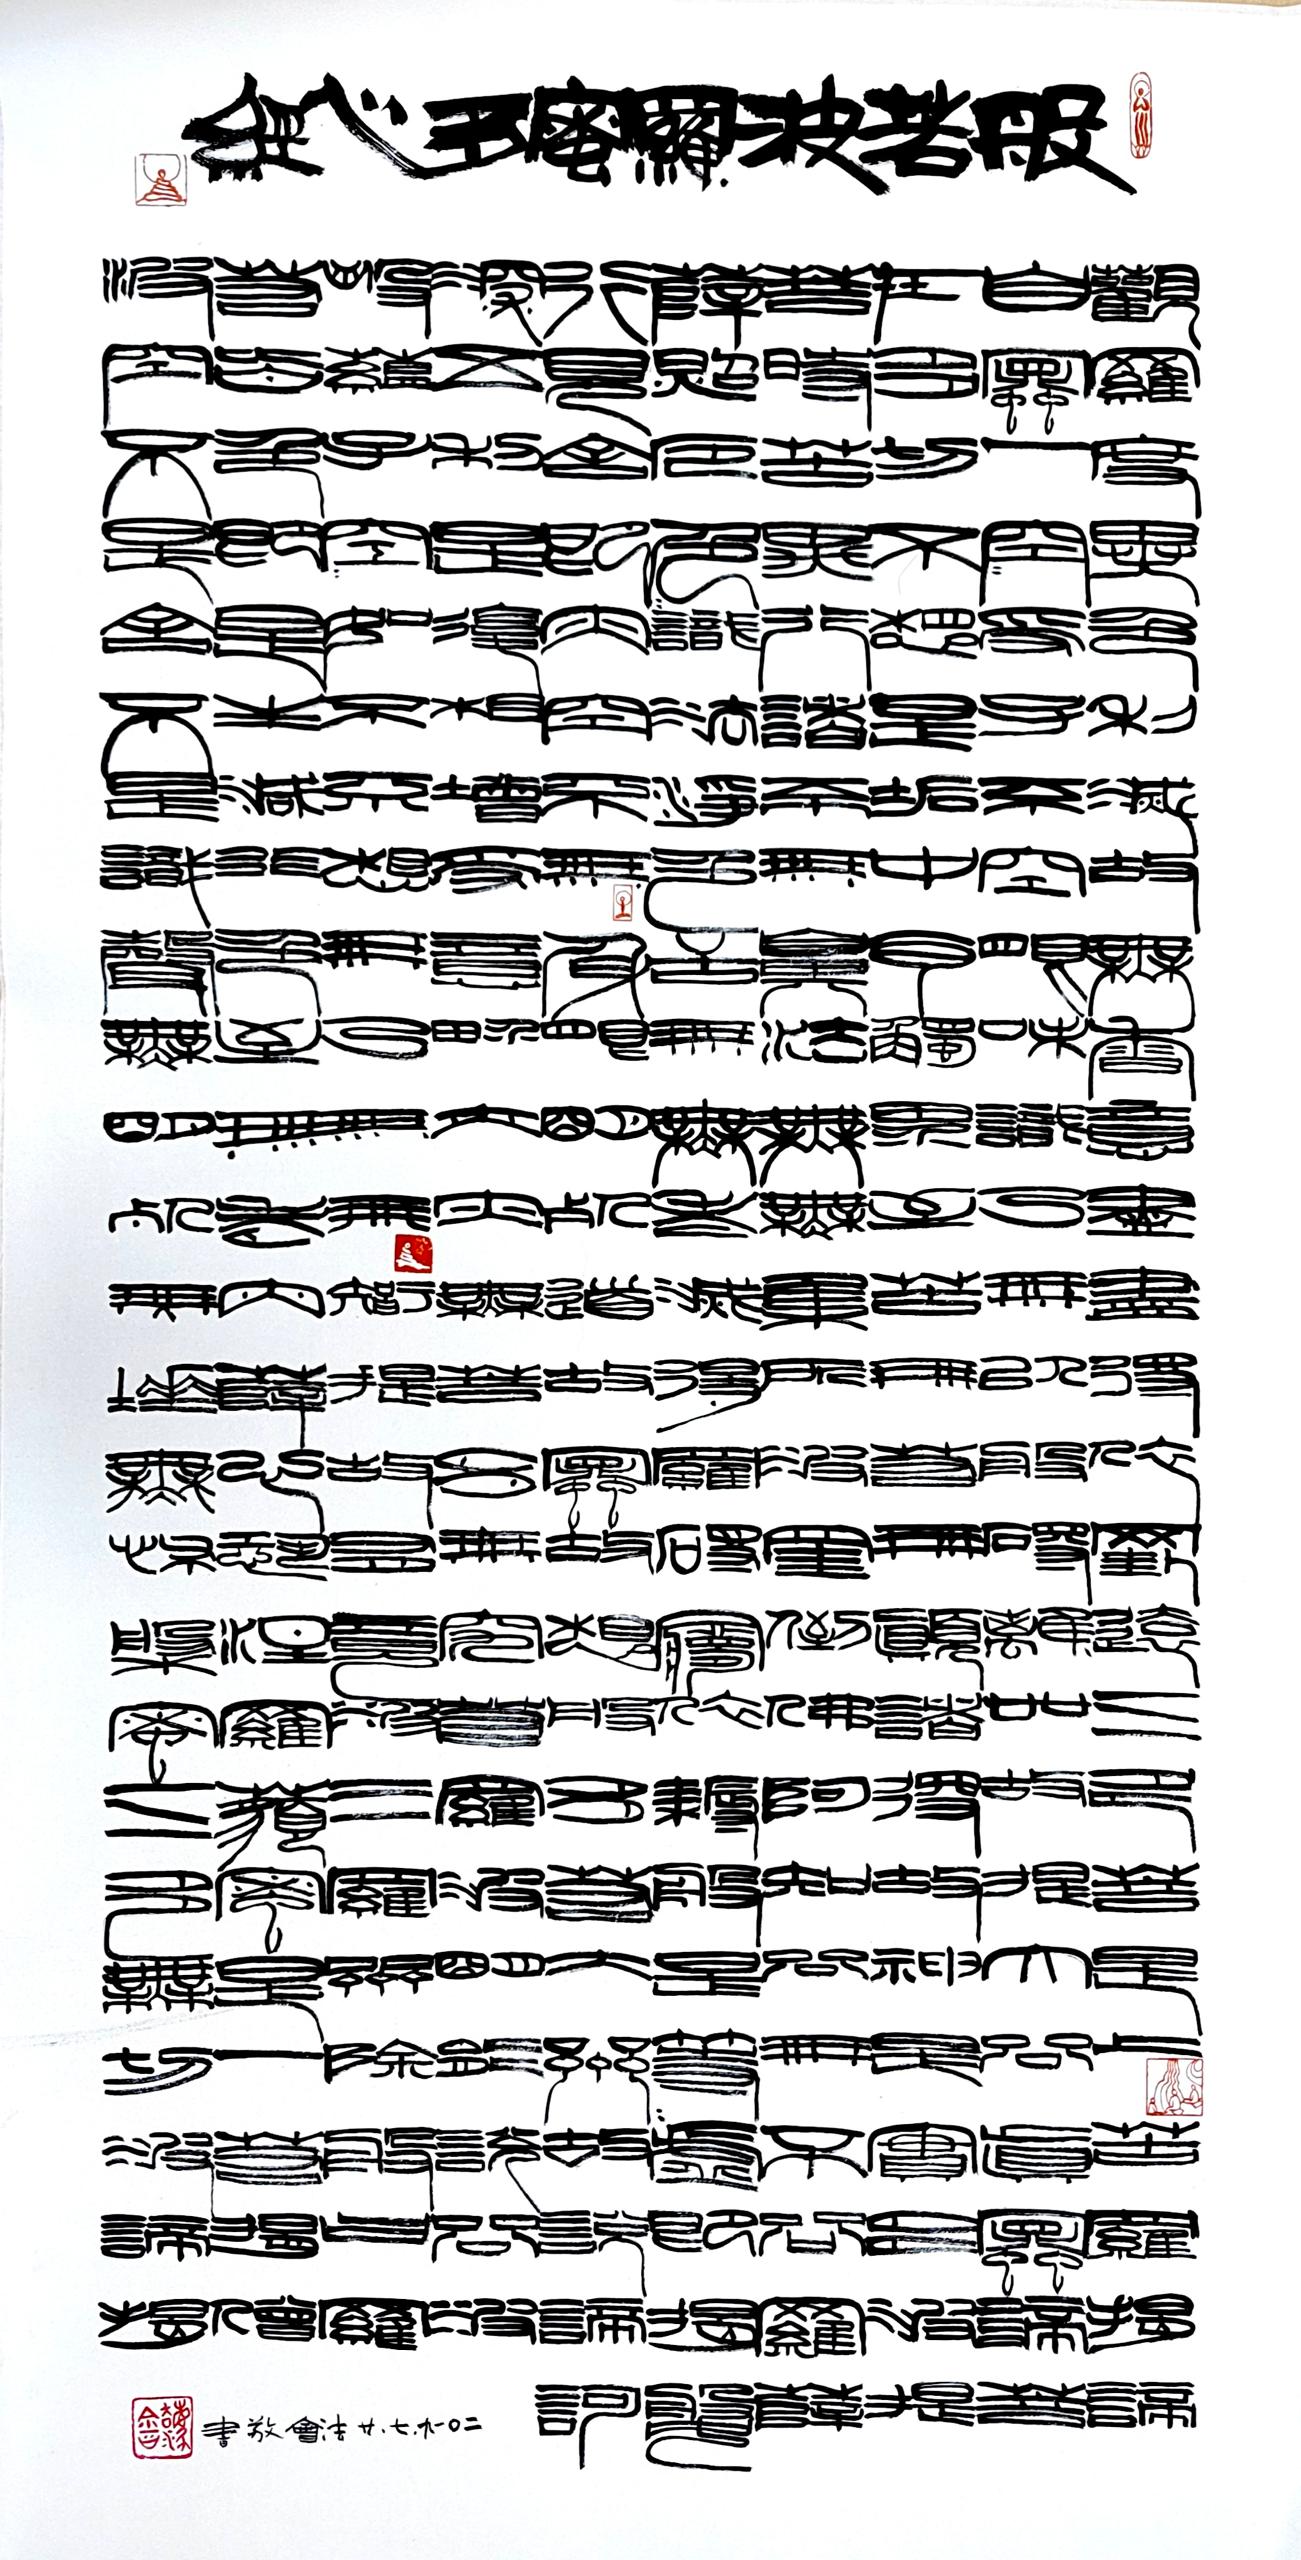 般若波羅蜜多心經
觀自在菩薩行深般若波
羅蜜多時照見五蘊皆空
度一切苦厄舍利子色不
異空々不異色々即是空々即是
色受想行識亦復如是舍
利子是諸法空相不生不
滅不垢不淨不增不減是
故空中無色無受想行識
無眼耳鼻舌身意無色聲
香味觸法無眼界乃至無
意識界無無明亦無無明
盡乃至無老死亦無老死
盡無苦集滅道無智亦無
得以無所得故菩提薩埵
依般若波羅蜜多故心無
罣礙無罣礙故無有恐怖
遠離顛倒夢想究竟涅槃
三世諸佛依般若波羅蜜
多故得阿耨多羅三藐三
菩提故知般若波羅蜜多
是大神咒是大明咒是無
上咒是無等々咒能除一切
苦真實不虛故說般若波
羅蜜多咒即說咒曰揭諦
揭諦波羅揭諦波羅僧揭
諦菩提薩婆訶
二〇一九.七.廿 法會敬書